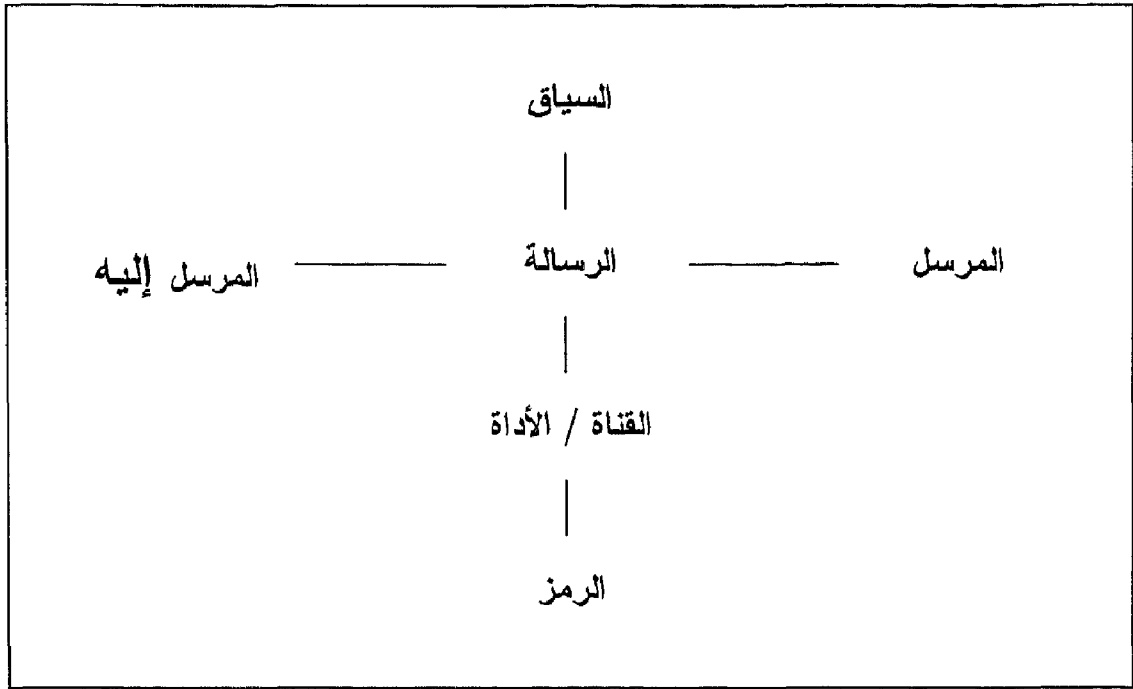 السياق
المرسل الرسالة المرسل إليه
القناة / الأداة
الرمز